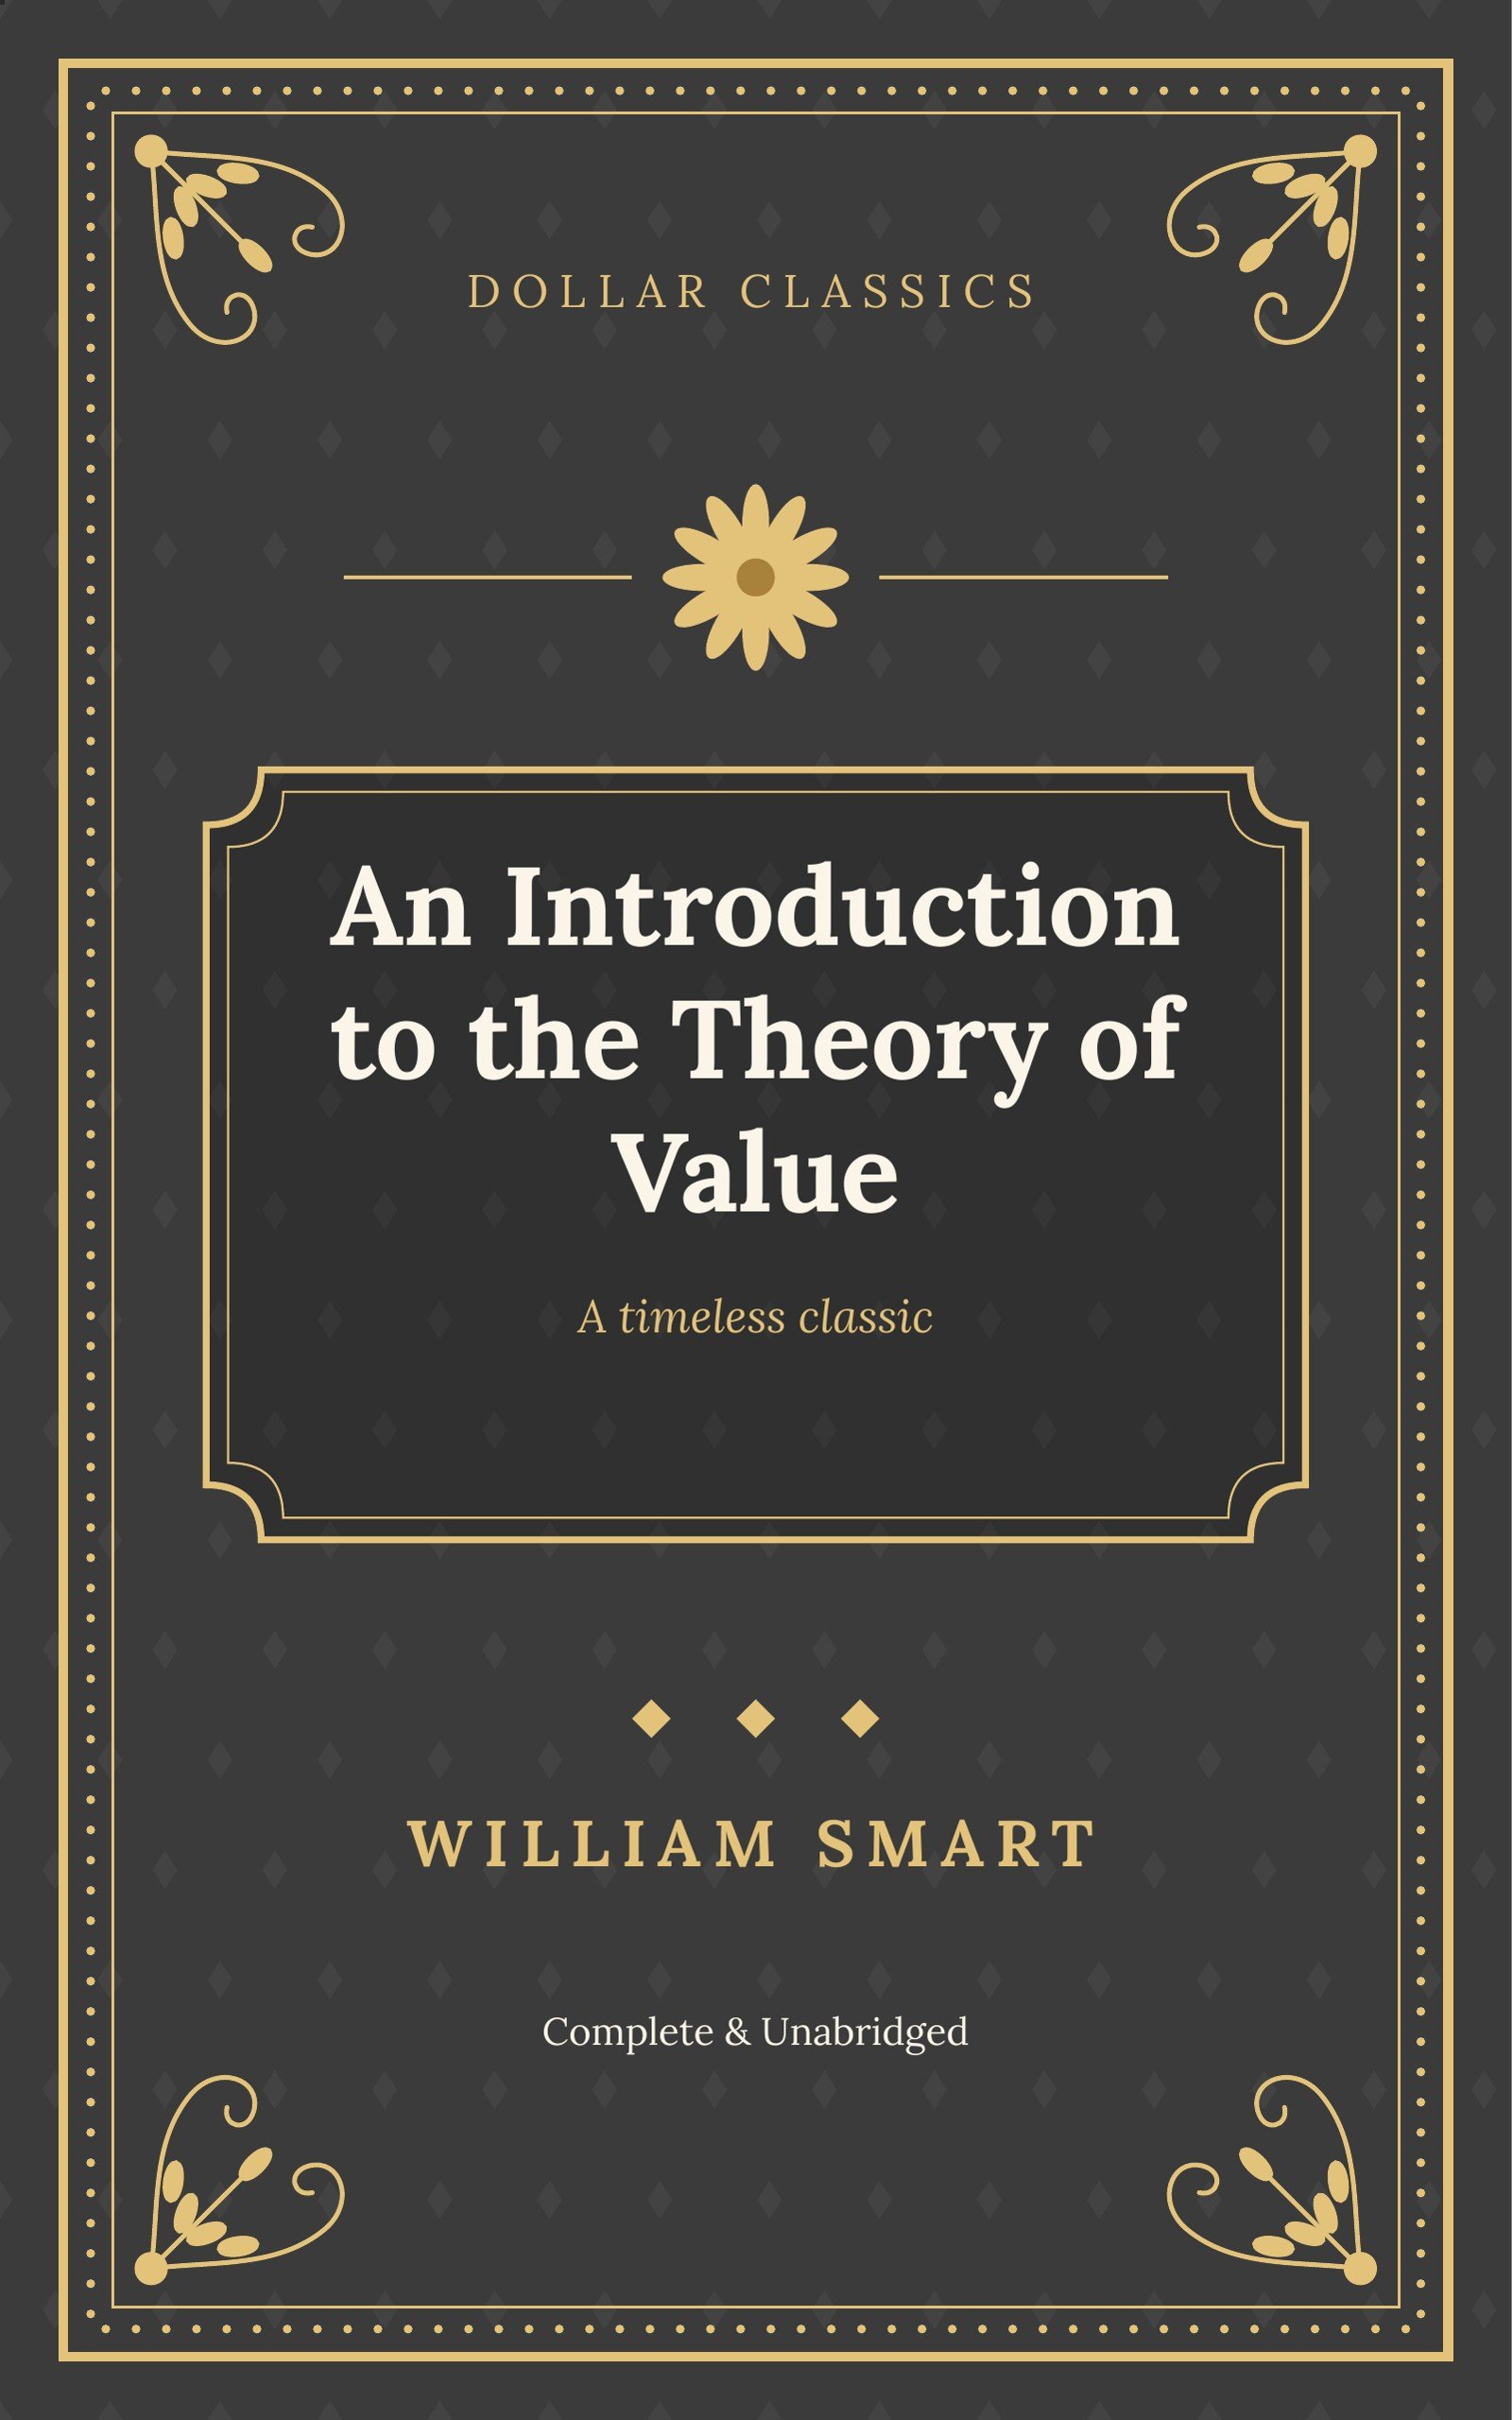 DOLLAR CLASSICS
An Introduction
to the Theory of
Value
A timeless classic
WILLIAM SMART
Complete & Unabridged